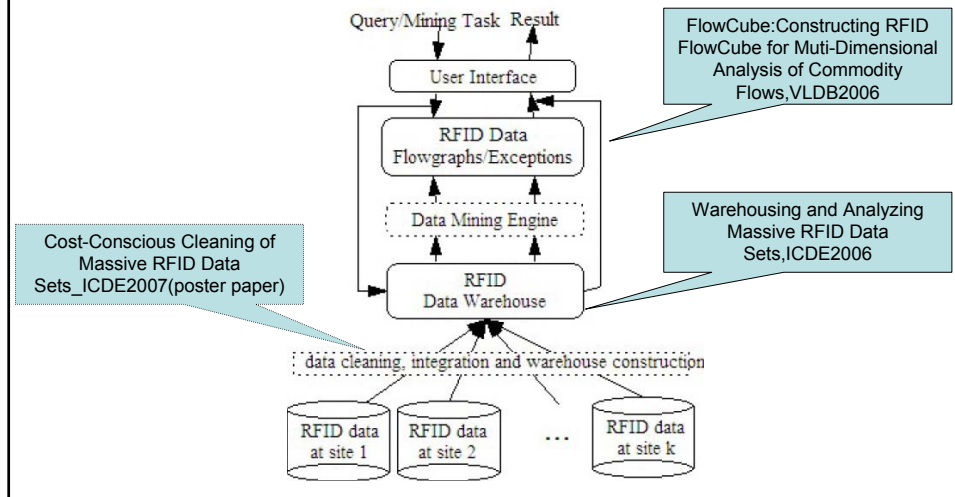 Query/Mining Task Result
User Interface
RFID Data
Flowgraphs/Exceptions
Data Mining Engine
RFID
Data Warehouse
data cleaning, integration and warehouse construction
RFID data
at site 1
RFID data
at site 2
...
RFID data
at site k
FlowCube:Constructing RFID
FlowCube for Muti-Dimensional
Analysis of Commodity
Flows,VLDB2006
Warehousing and Analyzing
Massive RFID Data
Sets,ICDE2006
Cost-Conscious Cleaning of
Massive RFID Data
Sets_ICDE2007(poster paper)